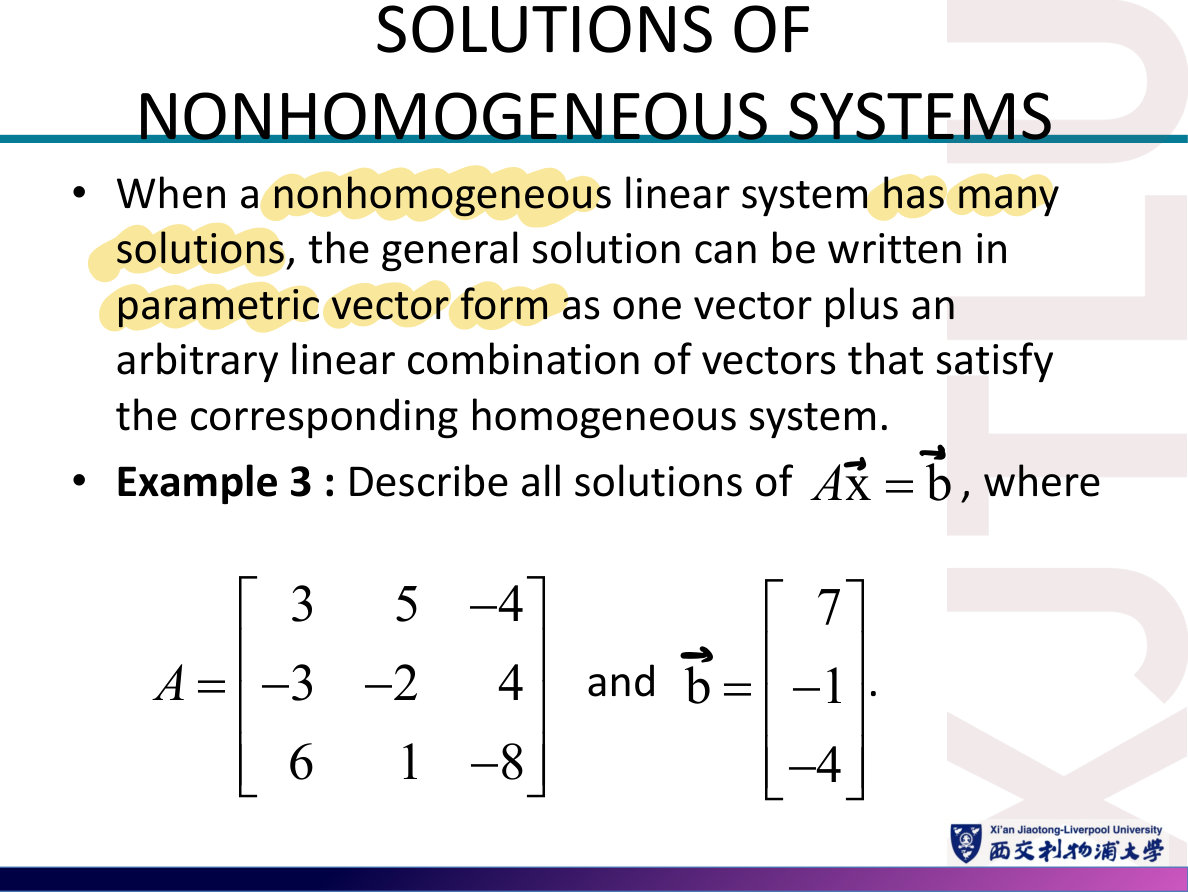 SOLUTIONS OF
NONHOMOGENEOUS SYSTEMS
• When a nonhomogeneous linear system has many
solutions, the general solution can be written in
parametric vector form as one vector plus an
arbitrary linear combination of vectors that satisfy
the corresponding homogeneous system.
• Example 3 : Describe all solutions of Ax⃗ = b⃗ , where
A = [ 3 5 −4
−3 −2 4
6 1 −8 ] and b⃗ = [ 7
−1
−4 ].
XJTLU
Xi'an Jiaotong-Liverpool University
西交利物浦大学